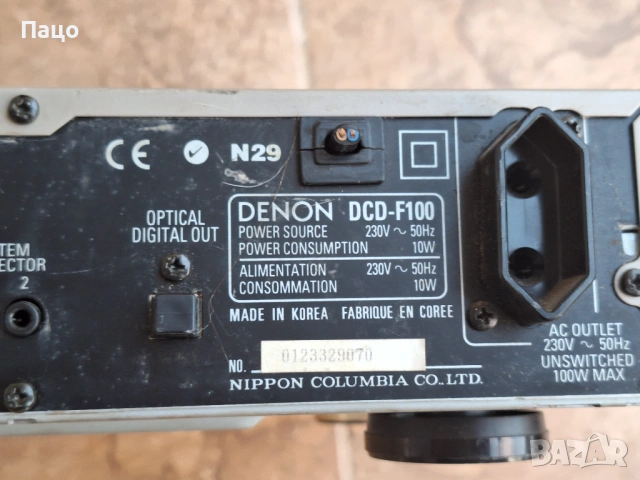 Пацо
CE N29
OPTICAL
DIGITAL OUT
TEM
ECTOR
2
DENON DCD-F100
POWER SOURCE 230V ~ 50Hz
POWER CONSUMPTION 10W
ALIMENTATION 230V ~ 50Hz
CONSOMMATION 10W
MADE IN KOREA FABRIQUE EN COREE
NO. 0123329070
NIPPON COLUMBIA CO.,LTD.
AC OUTLET
230V ~ 50Hz
UNSWITCHED
100W MAX
BAZAR